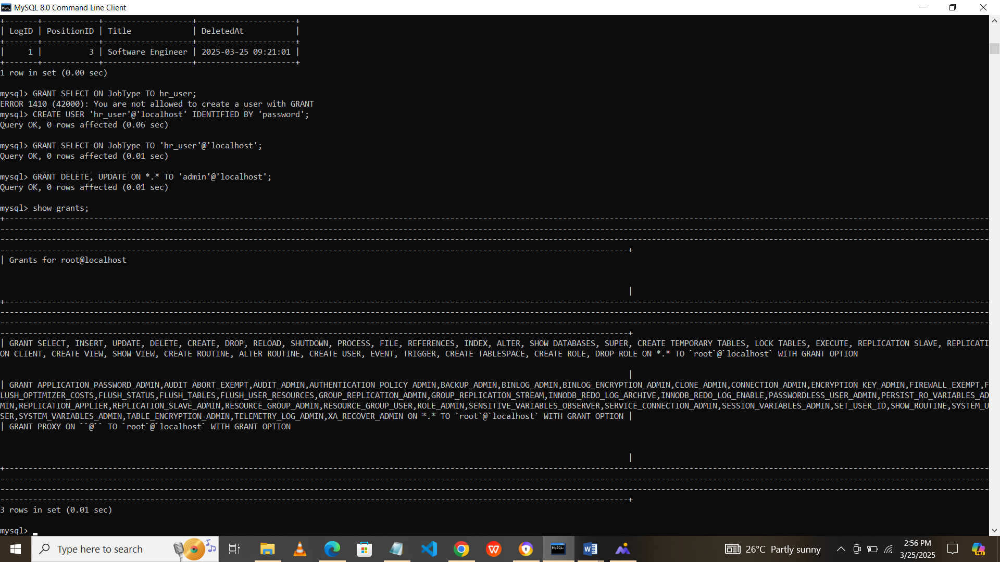 MySQL 8.0 Command Line Client
+-------+------------+-------------------+---------------------+
| LogID | PositionID | Title             | DeletedAt           |
+-------+------------+-------------------+---------------------+
|     1 |          3 | Software Engineer | 2025-03-25 09:21:01 |
+-------+------------+-------------------+---------------------+
1 row in set (0.00 sec)
mysql> GRANT SELECT ON JobType TO hr_user;
ERROR 1410 (42000): You are not allowed to create a user with GRANT
mysql> CREATE USER 'hr_user'@'localhost' IDENTIFIED BY 'password';
Query OK, 0 rows affected (0.06 sec)
mysql> GRANT SELECT ON JobType TO 'hr_user'@'localhost';
Query OK, 0 rows affected (0.01 sec)
mysql> GRANT DELETE, UPDATE ON *.* TO 'admin'@'localhost';
Query OK, 0 rows affected (0.01 sec)
mysql> show grants;
| Grants for root@localhost
|
| GRANT SELECT, INSERT, UPDATE, DELETE, CREATE, DROP, RELOAD, SHUTDOWN, PROCESS, FILE, REFERENCES, INDEX, ALTER, SHOW DATABASES, SUPER, CREATE TEMPORARY TABLES, LOCK TABLES, EXECUTE, REPLICATION SLAVE, REPLICATI
ON CLIENT, CREATE VIEW, SHOW VIEW, CREATE ROUTINE, ALTER ROUTINE, CREATE USER, EVENT, TRIGGER, CREATE TABLESPACE, CREATE ROLE, DROP ROLE ON *.* TO `root`@`localhost` WITH GRANT OPTION
|
| GRANT APPLICATION_PASSWORD_ADMIN,AUDIT_ABORT_EXEMPT,AUDIT_ADMIN,AUTHENTICATION_POLICY_ADMIN,BACKUP_ADMIN,BINLOG_ADMIN,BINLOG_ENCRYPTION_ADMIN,CLONE_ADMIN,CONNECTION_ADMIN,ENCRYPTION_KEY_ADMIN,FIREWALL_EXEMPT,F
LUSH_OPTIMIZER_COSTS,FLUSH_STATUS,FLUSH_TABLES,FLUSH_USER_RESOURCES,GROUP_REPLICATION_ADMIN,GROUP_REPLICATION_STREAM,INNODB_REDO_LOG_ARCHIVE,INNODB_REDO_LOG_ENABLE,PASSWORDLESS_USER_ADMIN,PERSIST_RO_VARIABLES_AD
MIN,REPLICATION_APPLIER,REPLICATION_SLAVE_ADMIN,RESOURCE_GROUP_ADMIN,RESOURCE_GROUP_USER,ROLE_ADMIN,SENSITIVE_VARIABLES_OBSERVER,SERVICE_CONNECTION_ADMIN,SESSION_VARIABLES_ADMIN,SET_USER_ID,SHOW_ROUTINE,SYSTEM_U
SER,SYSTEM_VARIABLES_ADMIN,TABLE_ENCRYPTION_ADMIN,TELEMETRY_LOG_ADMIN,XA_RECOVER_ADMIN ON *.* TO `root`@`localhost` WITH GRANT OPTION |
| GRANT PROXY ON ``@`` TO `root`@`localhost` WITH GRANT OPTION
|
3 rows in set (0.01 sec)
mysql>
Type here to search
26°C Partly sunny
2:56 PM
3/25/2025